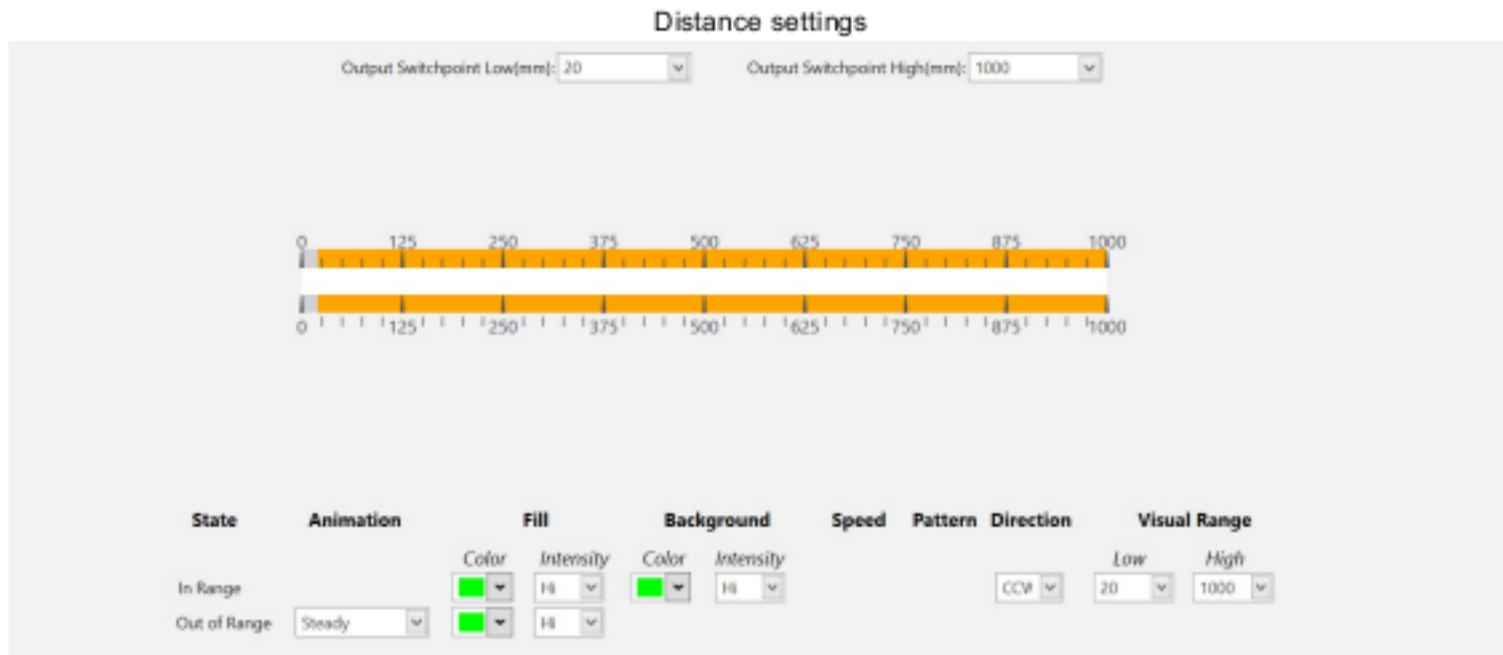 Distance settings
Output Switchpoint Low(mm): 20 Output Switchpoint High(mm): 1000
0 125 250 375 500 625 750 875 1000
0 125 250 375 500 625 750 875 1000
State Animation Fill Background Speed Pattern Direction Visual Range
Color Intensity Color Intensity Low High
In Range Hi Hi CCW 20 1000
Out of Range Steady Hi